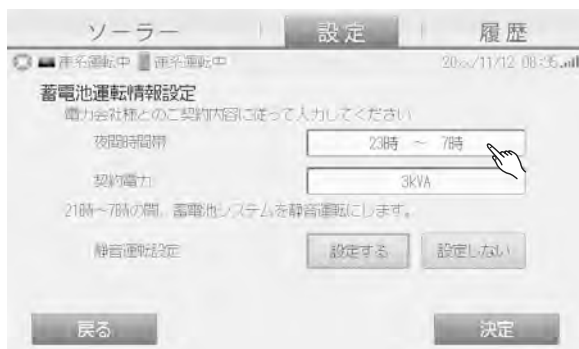 ソーラー 設定 履歴
連系運転中 連系運転中 20××/11/12 08:35
蓄電池運転情報設定
電力会社様とのご契約内容に従って入力してください
夜間時間帯 23時 ～ 7時
契約電力 3kVA
21時～7時の間、蓄電池システムを静音運転にします。
静音運転設定 設定する 設定しない
戻る 決定